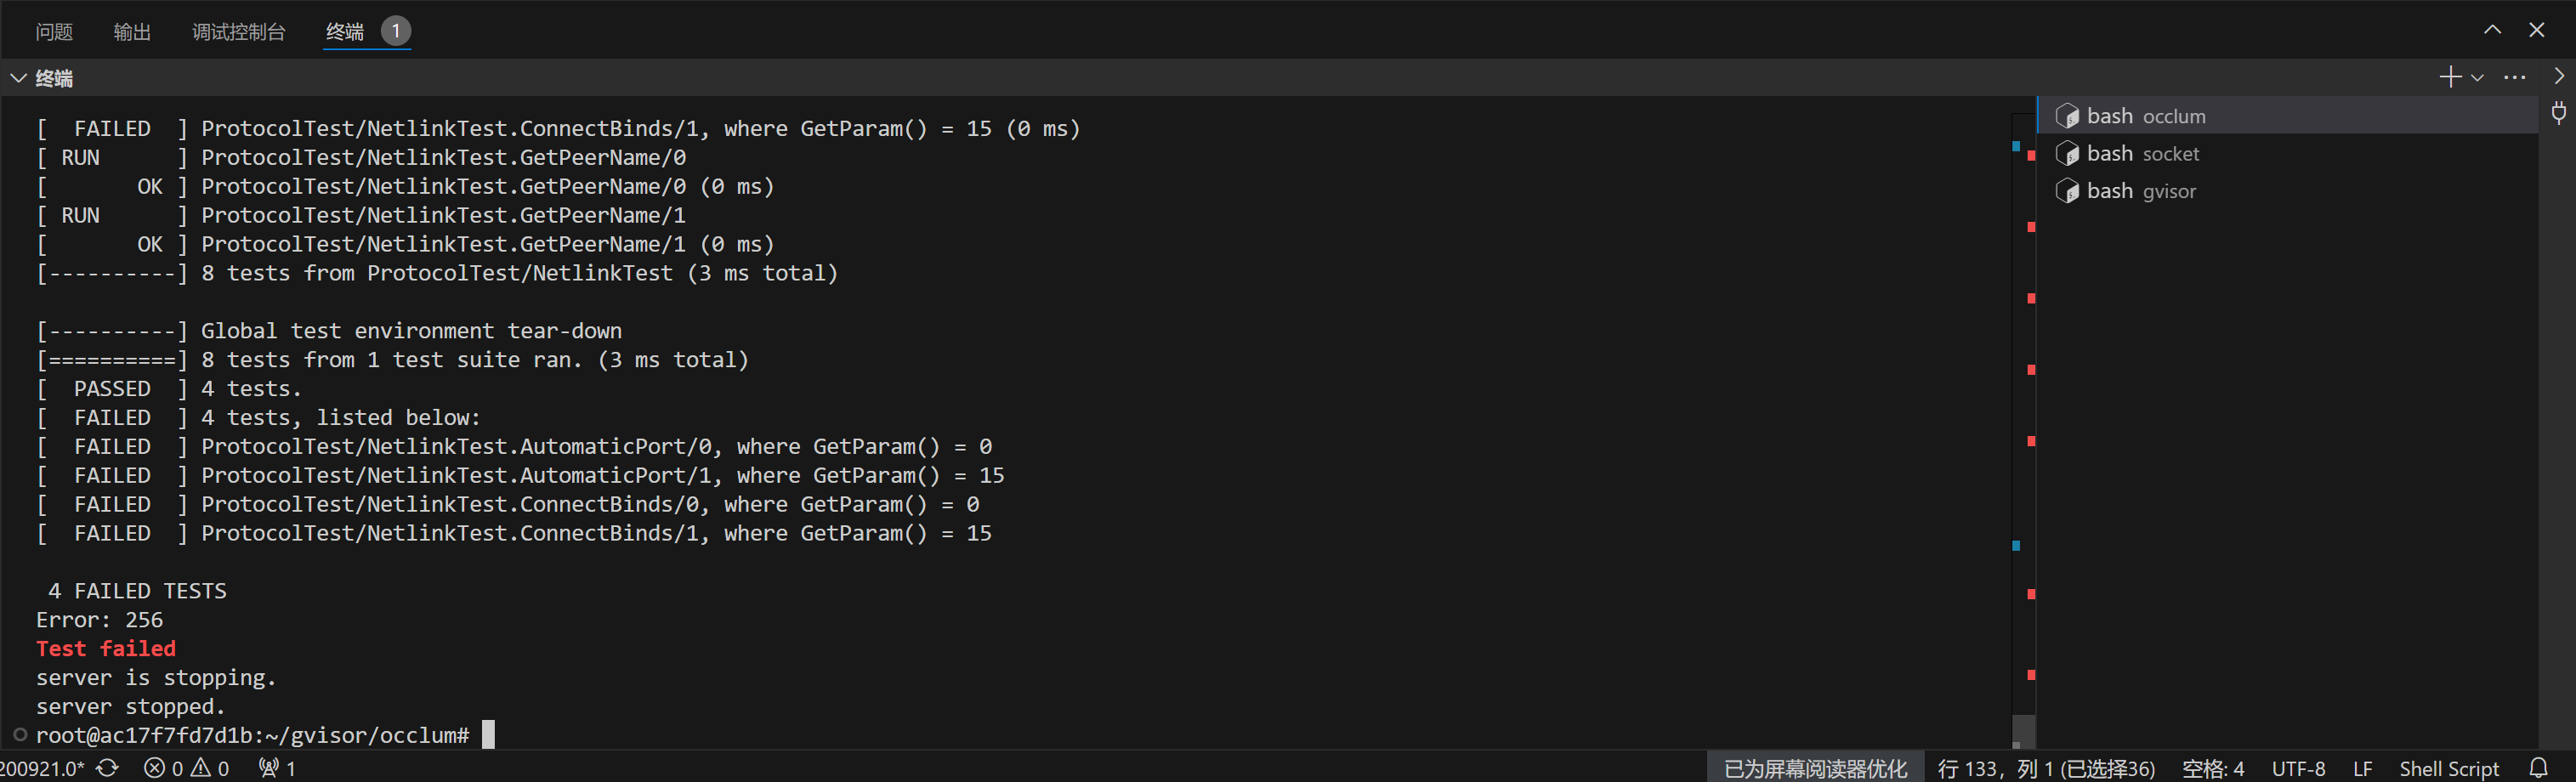 问题 输出 调试控制台 终端 1
终端
[  FAILED  ] ProtocolTest/NetlinkTest.ConnectBinds/1, where GetParam() = 15 (0 ms)
[ RUN      ] ProtocolTest/NetlinkTest.GetPeerName/0
[       OK ] ProtocolTest/NetlinkTest.GetPeerName/0 (0 ms)
[ RUN      ] ProtocolTest/NetlinkTest.GetPeerName/1
[       OK ] ProtocolTest/NetlinkTest.GetPeerName/1 (0 ms)
[----------] 8 tests from ProtocolTest/NetlinkTest (3 ms total)
[----------] Global test environment tear-down
[==========] 8 tests from 1 test suite ran. (3 ms total)
[  PASSED  ] 4 tests.
[  FAILED  ] 4 tests, listed below:
[  FAILED  ] ProtocolTest/NetlinkTest.AutomaticPort/0, where GetParam() = 0
[  FAILED  ] ProtocolTest/NetlinkTest.AutomaticPort/1, where GetParam() = 15
[  FAILED  ] ProtocolTest/NetlinkTest.ConnectBinds/0, where GetParam() = 0
[  FAILED  ] ProtocolTest/NetlinkTest.ConnectBinds/1, where GetParam() = 15
4 FAILED TESTS
Error: 256
Test failed
server is stopping.
server stopped.
root@ac17f7fd7d1b:~/gvisor/occlum#
bash occlum
bash socket
bash gvisor
200921.0* 0 0 1 已为屏幕阅读器优化 行 133，列 1 (已选择36) 空格: 4 UTF-8 LF Shell Script